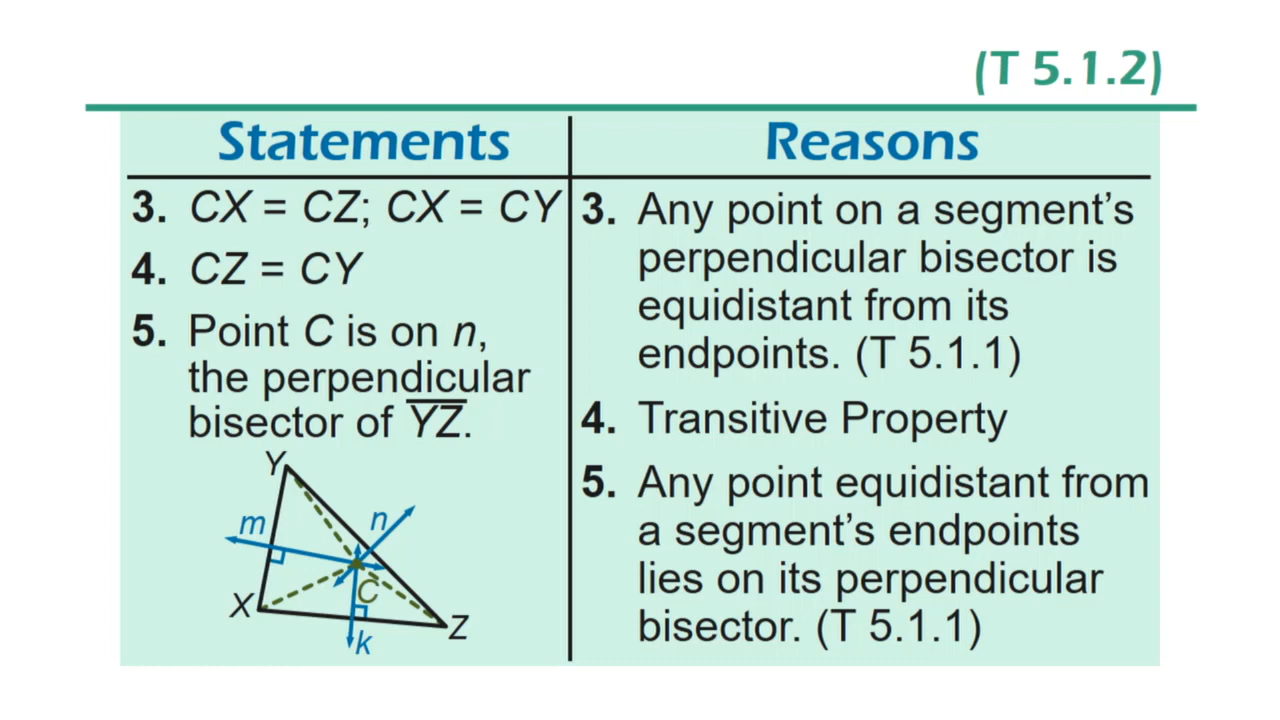 (T 5.1.2)
Statements
Reasons
3. CX = CZ; CX = CY
4. CZ = CY
5. Point C is on n,
the perpendicular
bisector of YZ.
Y
m
n
X
C
Z
k
3. Any point on a segment’s
perpendicular bisector is
equidistant from its
endpoints. (T 5.1.1)
4. Transitive Property
5. Any point equidistant from
a segment’s endpoints
lies on its perpendicular
bisector. (T 5.1.1)